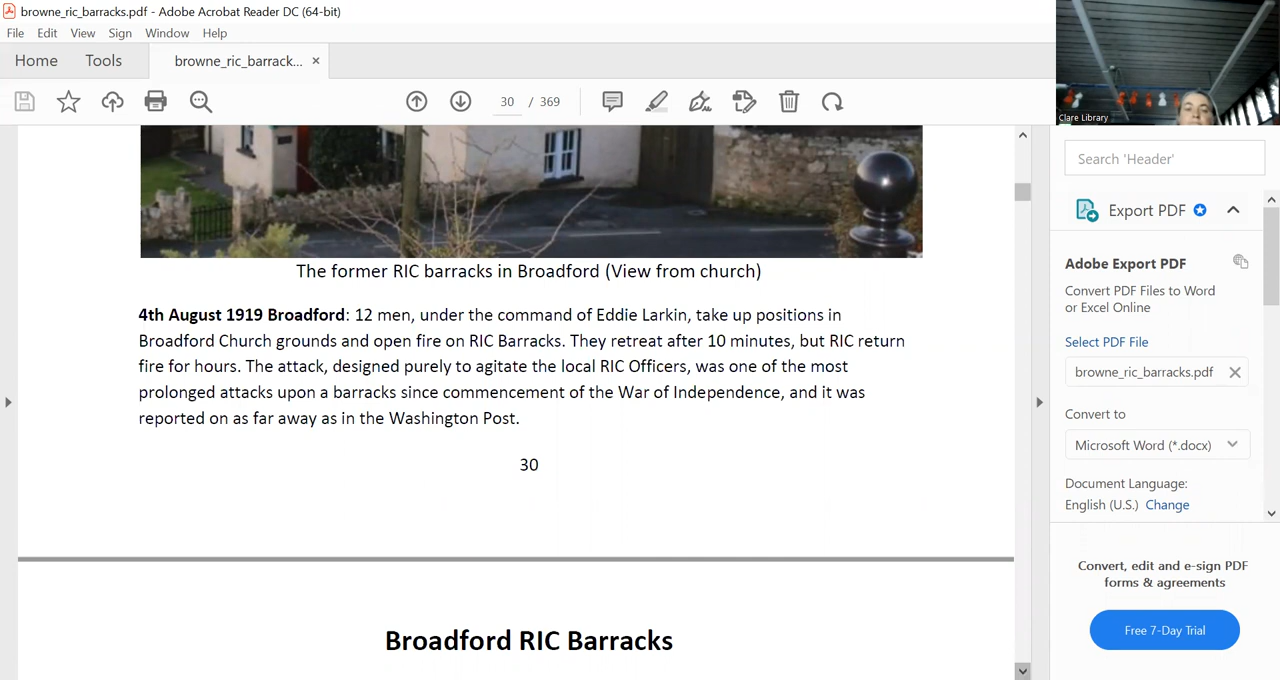 browne_ric_barracks.pdf - Adobe Acrobat Reader DC (64-bit)
File Edit View Sign Window Help
Home Tools browne_ric_barrack... ×
30 / 369
Clare Library
The former RIC barracks in Broadford (View from church)
4th August 1919 Broadford: 12 men, under the command of Eddie Larkin, take up positions in
Broadford Church grounds and open fire on RIC Barracks. They retreat after 10 minutes, but RIC return
fire for hours. The attack, designed purely to agitate the local RIC Officers, was one of the most
prolonged attacks upon a barracks since commencement of the War of Independence, and it was
reported on as far away as in the Washington Post.
30
Broadford RIC Barracks
Search 'Header'
Export PDF
Adobe Export PDF
Convert PDF Files to Word
or Excel Online
Select PDF File
browne_ric_barracks.pdf
Convert to
Microsoft Word (*.docx)
Document Language:
English (U.S.) Change
Convert, edit and e-sign PDF
forms & agreements
Free 7-Day Trial